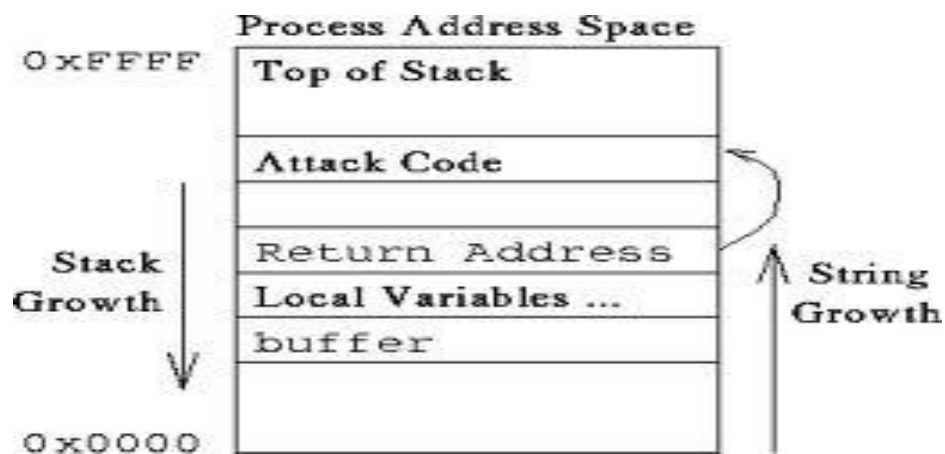 Process Address Space
0xFFFF
Top of Stack
Attack Code
Return Address
Stack
Growth
Local Variables ...
buffer
String
Growth
0x0000